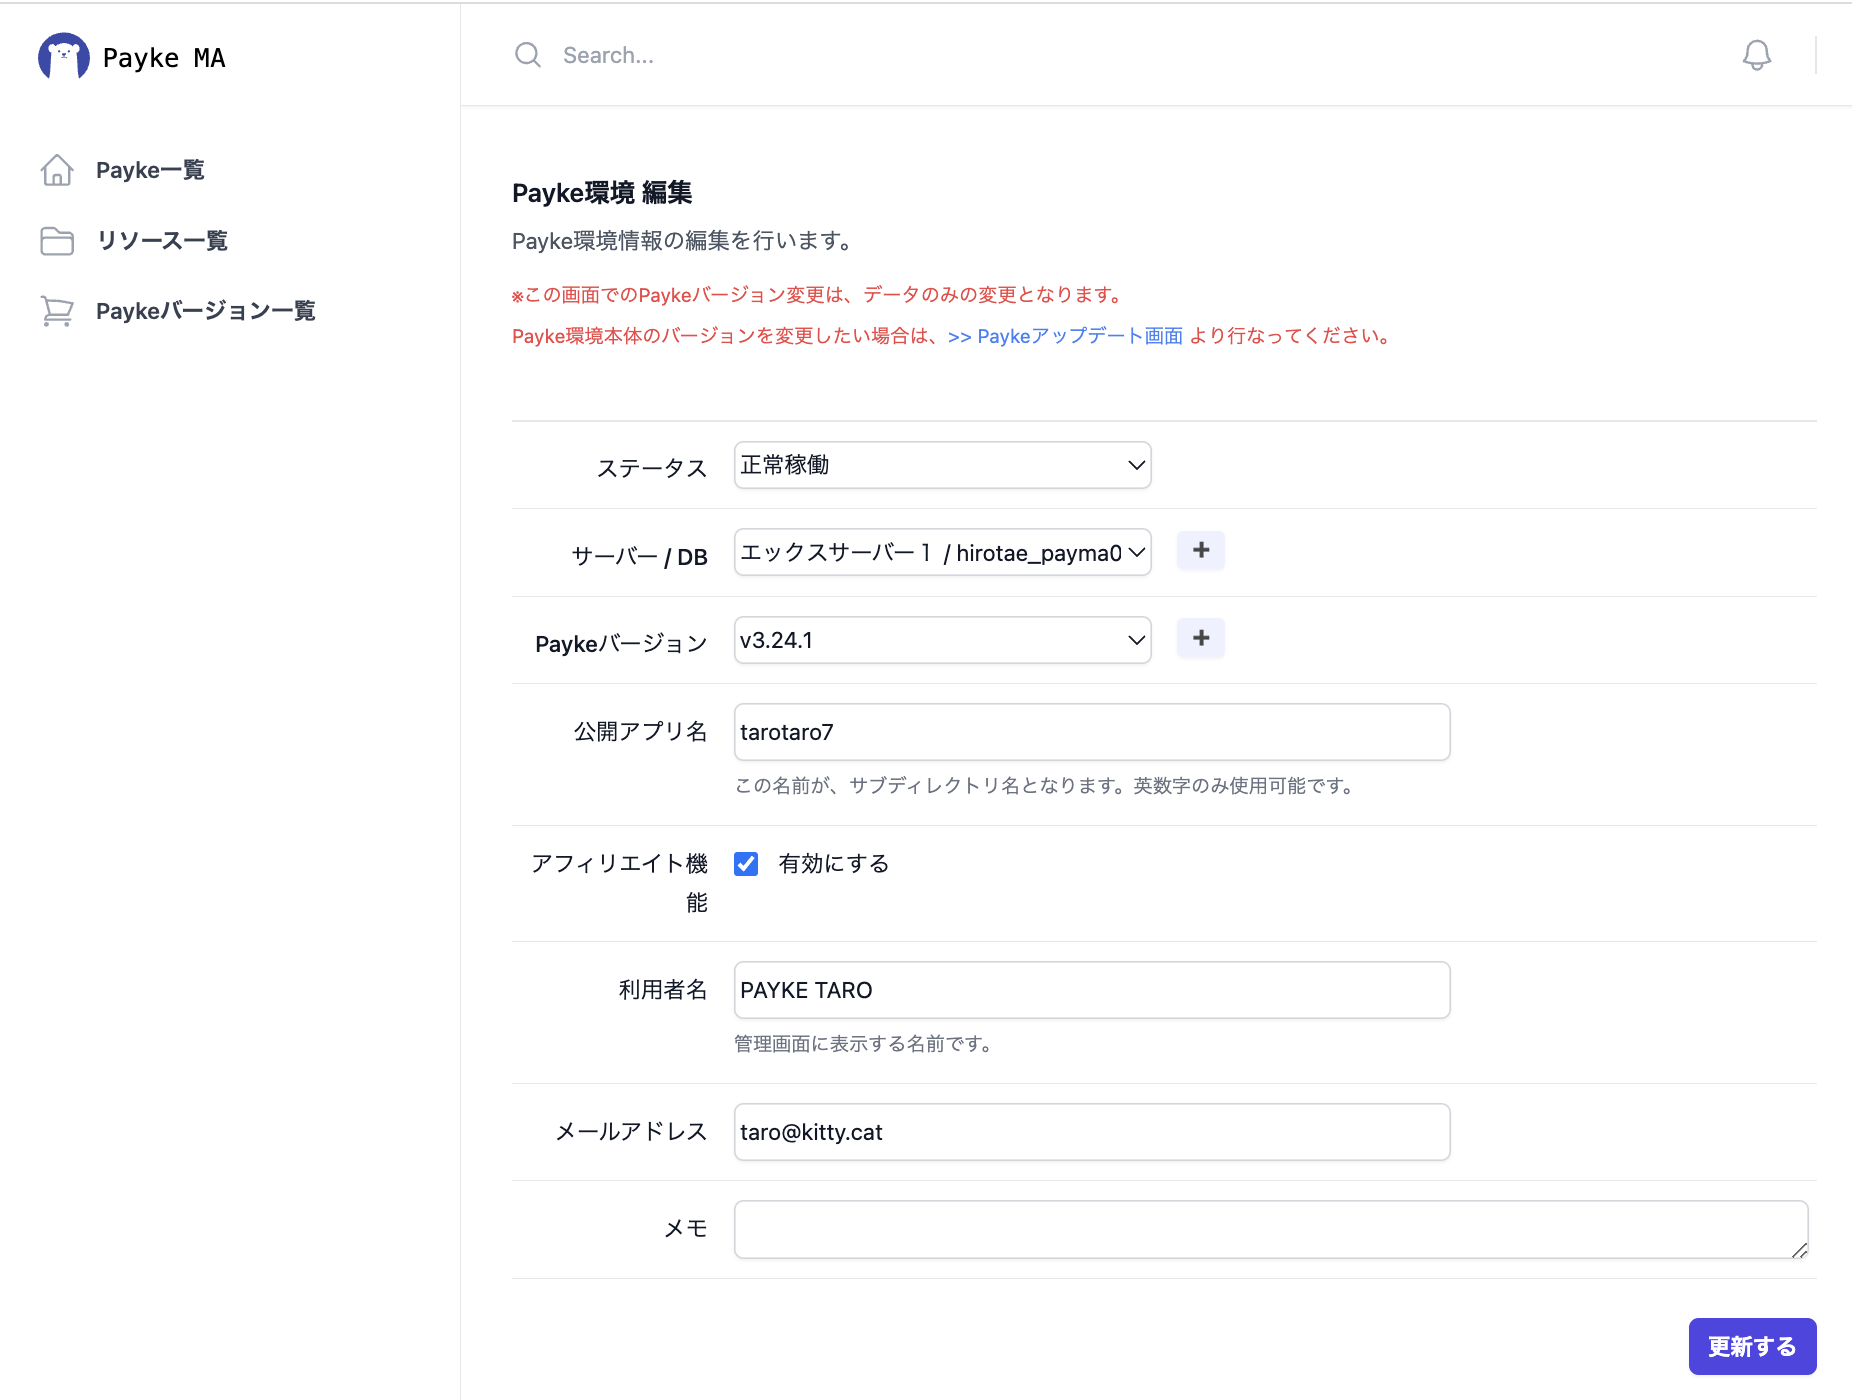 Payke MA
Search...
Payke一覧
リソース一覧
Paykeバージョン一覧
Payke環境 編集
Payke環境情報の編集を行います。
※この画面でのPaykeバージョン変更は、データのみの変更となります。
Payke環境本体のバージョンを変更したい場合は、>> Paykeアップデート画面 より行なってください。
ステータス 正常稼働
サーバー / DB エックスサーバー１ / hirotae_payma0 +
Paykeバージョン v3.24.1 +
公開アプリ名 tarotaro7
この名前が、サブディレクトリ名となります。英数字のみ使用可能です。
アフィリエイト機 有効にする
能
利用者名 PAYKE TARO
管理画面に表示する名前です。
メールアドレス taro@kitty.cat
メモ
更新する